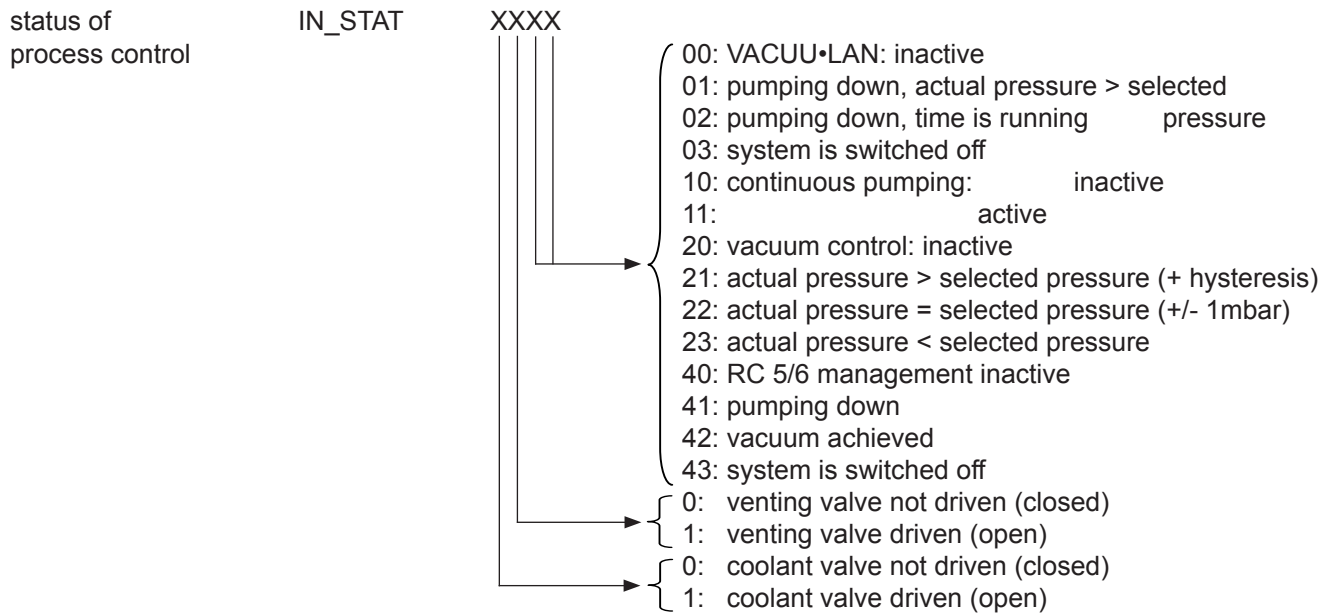 status of IN_STAT XXXX
process control
00: VACUU•LAN: inactive
01: pumping down, actual pressure > selected
02: pumping down, time is running pressure
03: system is switched off
10: continuous pumping: inactive
11: active
20: vacuum control: inactive
21: actual pressure > selected pressure (+ hysteresis)
22: actual pressure = selected pressure (+/- 1mbar)
23: actual pressure < selected pressure
40: RC 5/6 management inactive
41: pumping down
42: vacuum achieved
43: system is switched off
0: venting valve not driven (closed)
1: venting valve driven (open)
0: coolant valve not driven (closed)
1: coolant valve driven (open)